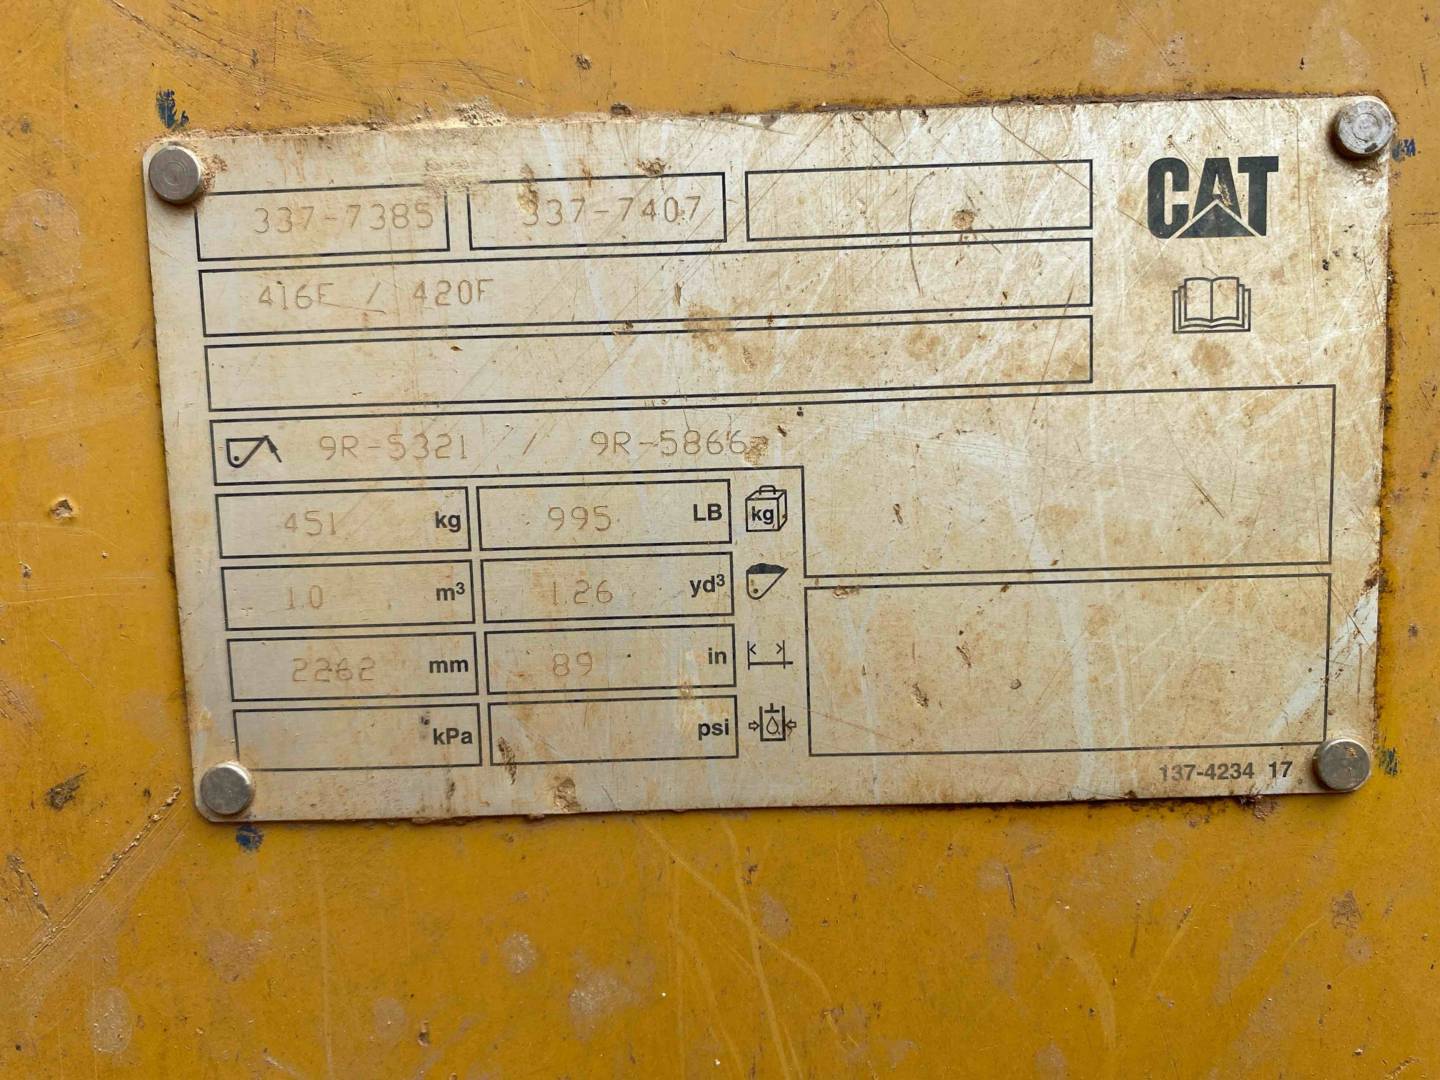 337-7385 337-7407
CAT
416F / 420F
9R-5321 / 9R-5866
451 kg 995 LB kg
1.0 m³ 1.26 yd³
2262 mm 89 in
kPa psi
137-4234 17